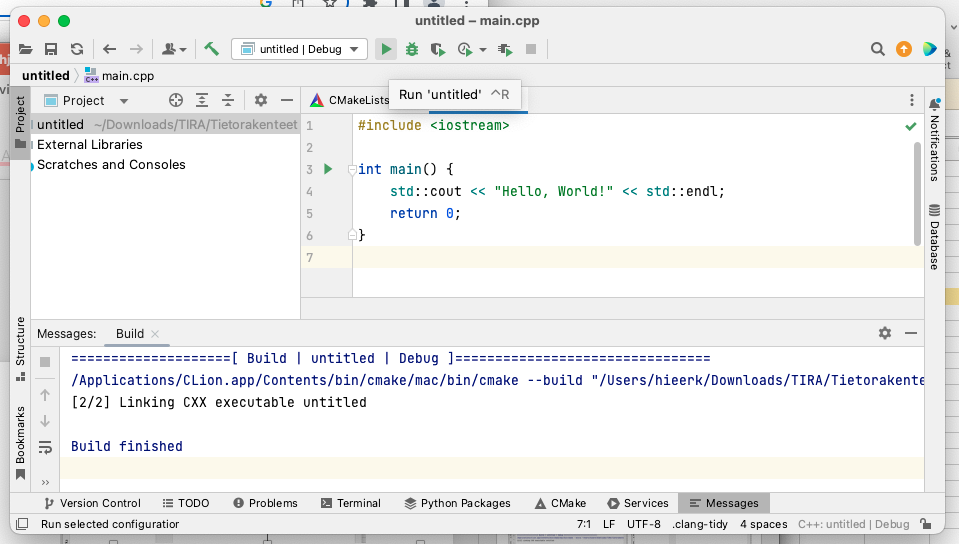 untitled – main.cpp
untitled | Debug
untitled main.cpp
Project
CMakeLists
Run 'untitled' ^R
Project
untitled ~/Downloads/TIRA/Tietorakenteet
External Libraries
Scratches and Consoles
1 #include <iostream>
2
3 int main() {
4 std::cout << "Hello, World!" << std::endl;
5 return 0;
6 }
7
Notifications
Database
Structure
Bookmarks
Messages: Build
====================[ Build | untitled | Debug ]================================
/Applications/CLion.app/Contents/bin/cmake/mac/bin/cmake --build "/Users/hieerk/Downloads/TIRA/Tietorakente
[2/2] Linking CXX executable untitled
Build finished
Version Control TODO Problems Terminal Python Packages CMake Services Messages
Run selected configuratior 7:1 LF UTF-8 .clang-tidy 4 spaces C++: untitled | Debug